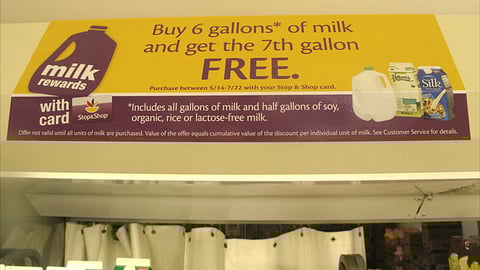 Buy 6 gallons* of milk
and get the 7th gallon
FREE.
Purchase between 5/14-7/22 with your Stop & Shop card.
milk
rewards
with
card
Stop&Shop
*Includes all gallons of milk and half gallons of soy,
organic, rice or lactose-free milk.
Offer not valid until all units of milk are purchased. Value of the offer equals cumulative value of the discount per individual unit of milk. See Customer Service for details.
Silk